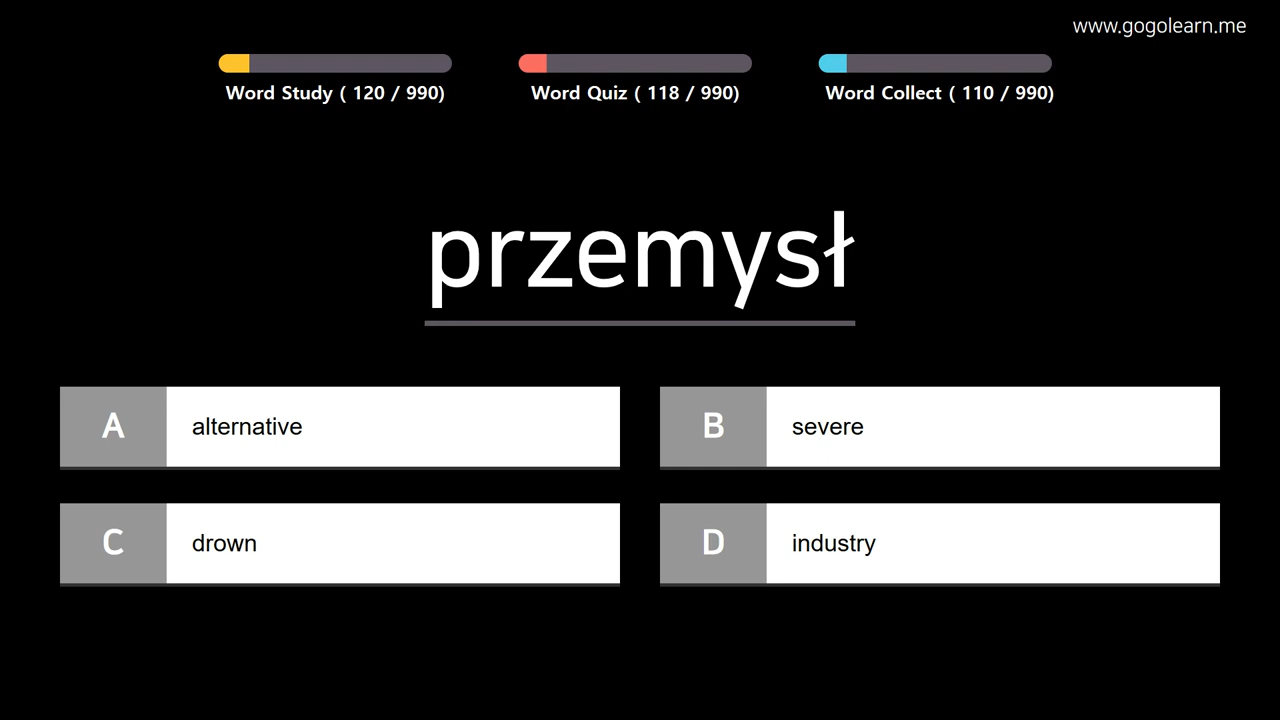 www.gogolearn.me
Word Study ( 120 / 990)
Word Quiz ( 118 / 990)
Word Collect ( 110 / 990)
przemysł
A alternative
B severe
C drown
D industry